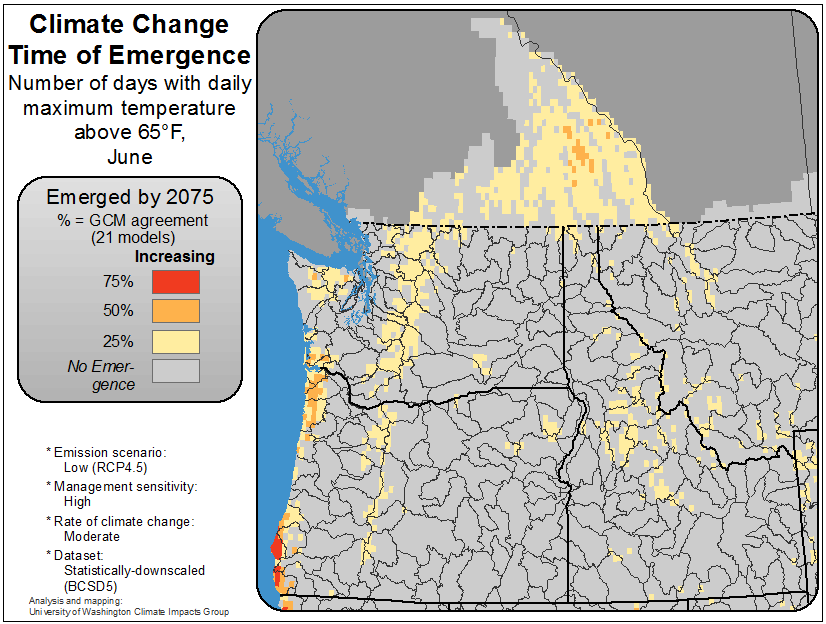 Climate Change
Time of Emergence
Number of days with daily
maximum temperature
above 65°F,
June
Emerged by 2075
% = GCM agreement
(21 models)
Increasing
75%
50%
25%
No Emer-
gence
* Emission scenario:
Low (RCP4.5)
* Management sensitivity:
High
* Rate of climate change:
Moderate
* Dataset:
Statistically-downscaled
(BCSD5)
Analysis and mapping:
University of Washington Climate Impacts Group